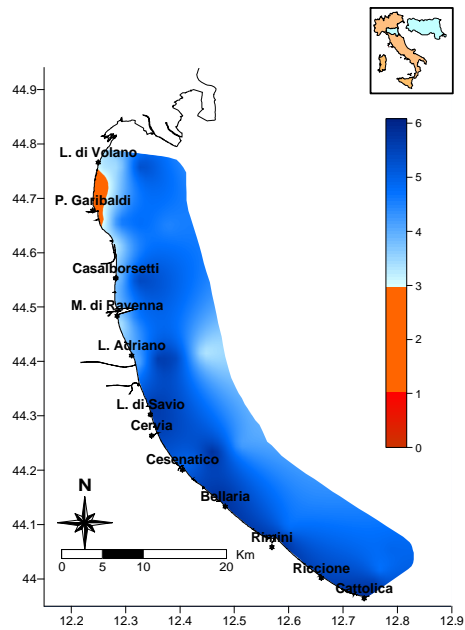 44.9
44.8
44.7
44.6
44.5
44.4
44.3
44.2
44.1
44
12.2 12.3 12.4 12.5 12.6 12.7 12.8 12.9
L. di Volano
P. Garibaldi
Casalborsetti
M. di Ravenna
L. Adriano
L. di Savio
Cervia
Cesenatico
Bellaria
Rimini
Riccione
Cattolica
N
0 5 10 20 Km
6
5
4
3
2
1
0